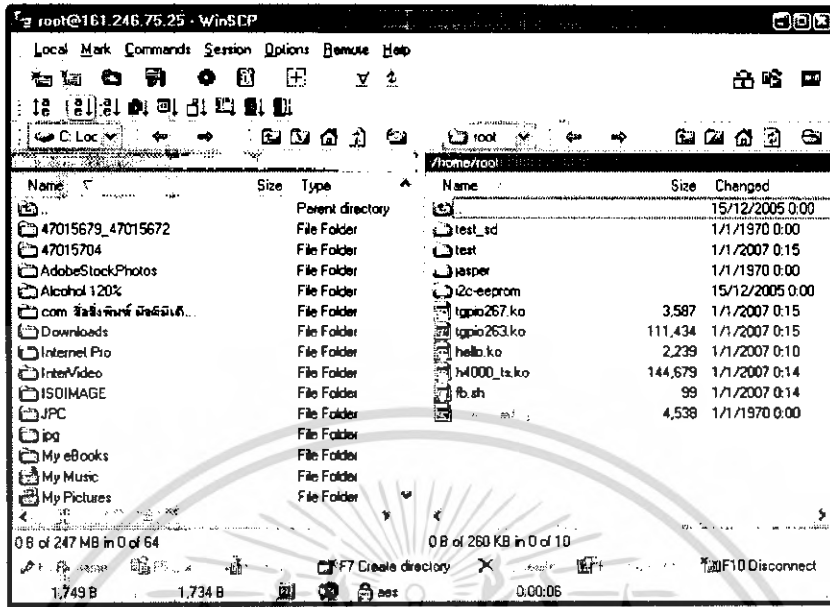 root@161.246.75.25 - WinSCP
Local Mark Commands Session Options Remote Help
C: Loc
root
/home/root
Name Size Type
Name Size Changed
.. Parent directory
.. 15/12/2005 0:00
47015679_47015672 File Folder
test_sd 1/1/1970 0:00
47015704 File Folder
test 1/1/2007 0:15
AdobeStockPhotos File Folder
jasper 1/1/1970 0:00
Alcohol 120% File Folder
i2c-eeprom 15/12/2005 0:00
com สื่อสิ่งพิมพ์ File Folder
tgpio267.ko 3,587 1/1/2007 0:15
Downloads File Folder
tgpio263.ko 111,434 1/1/2007 0:15
Internet Pro File Folder
hello.ko 2,239 1/1/2007 0:10
InterVideo File Folder
h4000_ts.ko 144,679 1/1/2007 0:14
ISOIMAGE File Folder
fb.sh 99 1/1/2007 0:14
JPC File Folder
4,538 1/1/1970 0:00
jpg File Folder
My eBooks File Folder
My Music File Folder
My Pictures File Folder
0 B of 247 MB in 0 of 64
0 B of 260 KB in 0 of 10
F7 Create directory
F10 Disconnect
1,749 B 1,734 B aes 0:00:06